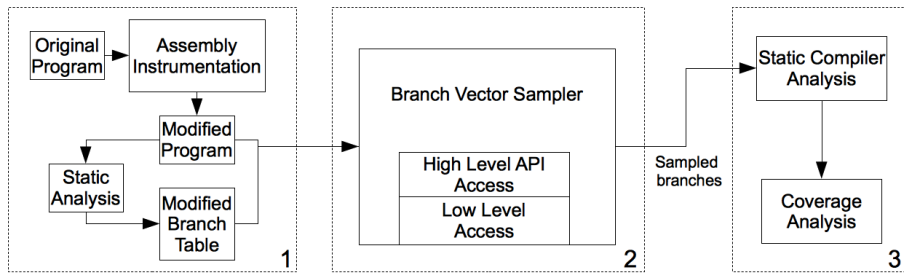 Original
Program
Assembly
Instrumentation
Modified
Program
Static
Analysis
Modified
Branch
Table
1
Branch Vector Sampler
High Level API
Access
Low Level
Access
2
Sampled
branches
Static Compiler
Analysis
Coverage
Analysis
3